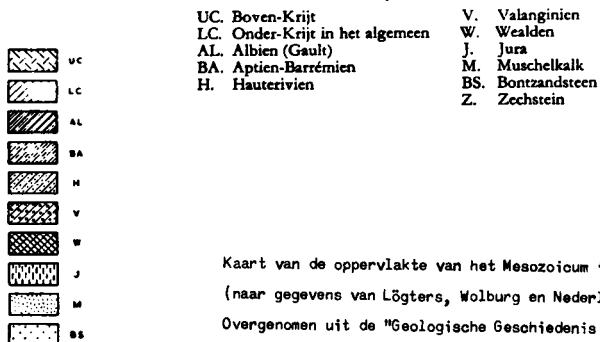 UC. Boven-Krijt
LC. Onder-Krijt in het algemeen
AL. Albien (Gault)
BA. Aptien-Barrémien
H. Hauterivien
V. Valanginien
W. Wealden
J. Jura
M. Muschelkalk
BS. Bontzandsteen
Z. Zechstein
UC
LC
AL
BA
H
V
W
J
M
BS
Kaart van de oppervlakte van het Mesozoicum
(naar gegevens van Lögters, Wolburg en Nederl
Overgenomen uit de "Geologische Geschiedenis